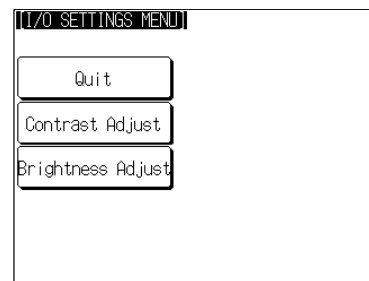 [I/O SETTINGS MENU]
Quit
Contrast Adjust
Brightness Adjust